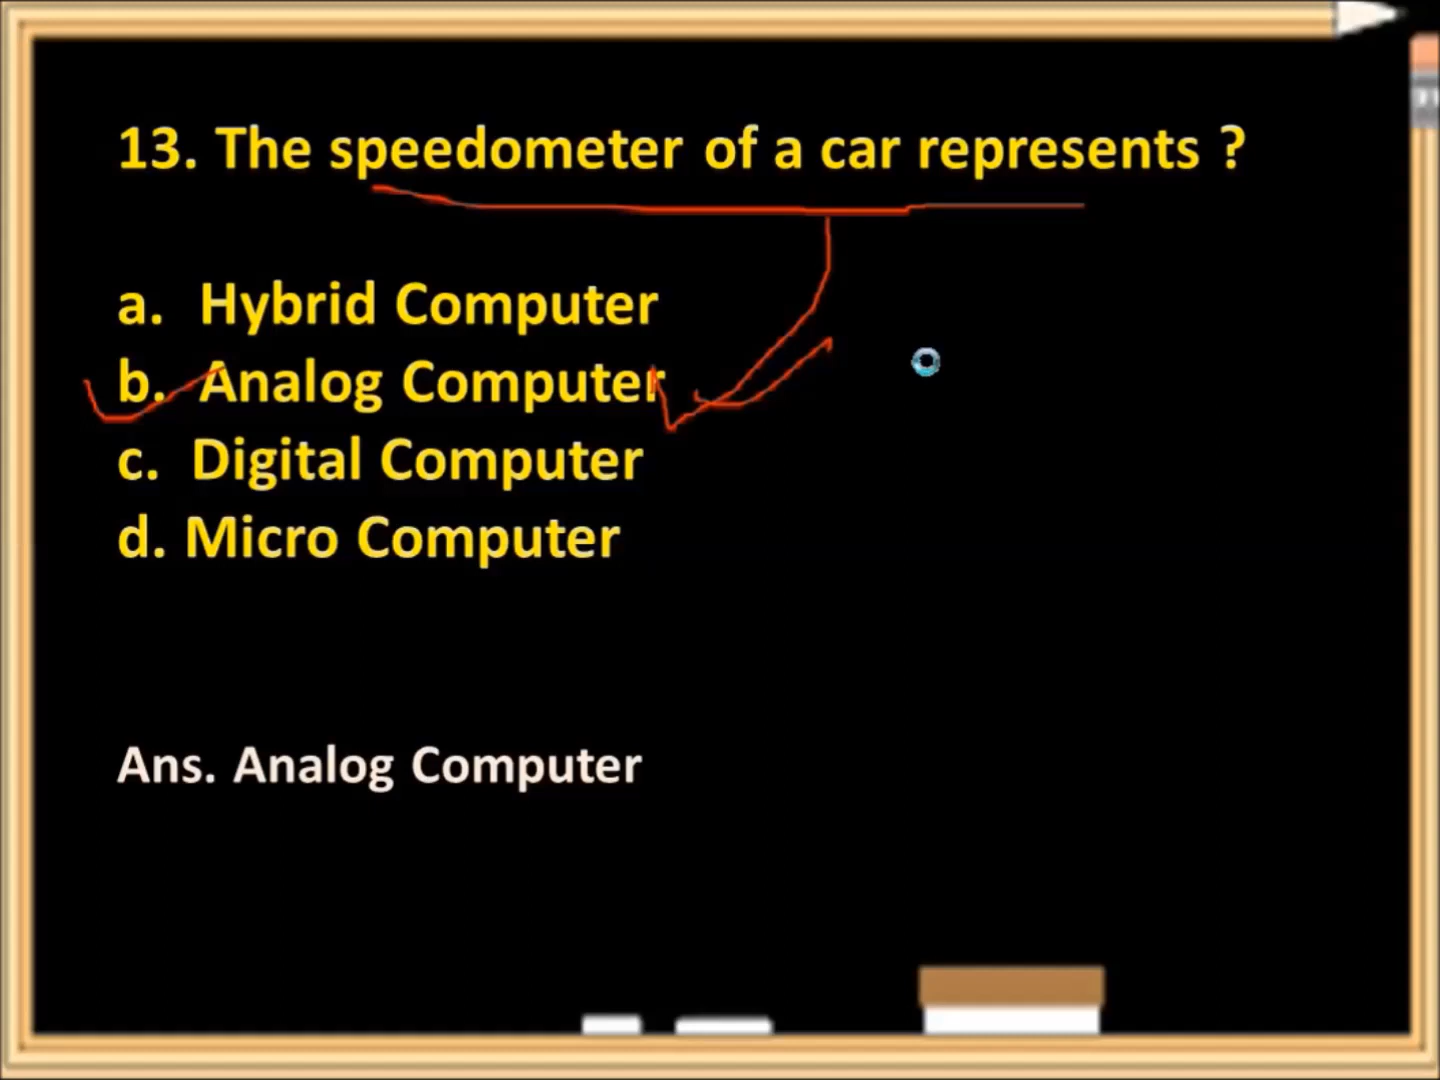 13. The speedometer of a car represents ?
a. Hybrid Computer
b. Analog Computer
c. Digital Computer
d. Micro Computer
Ans. Analog Computer